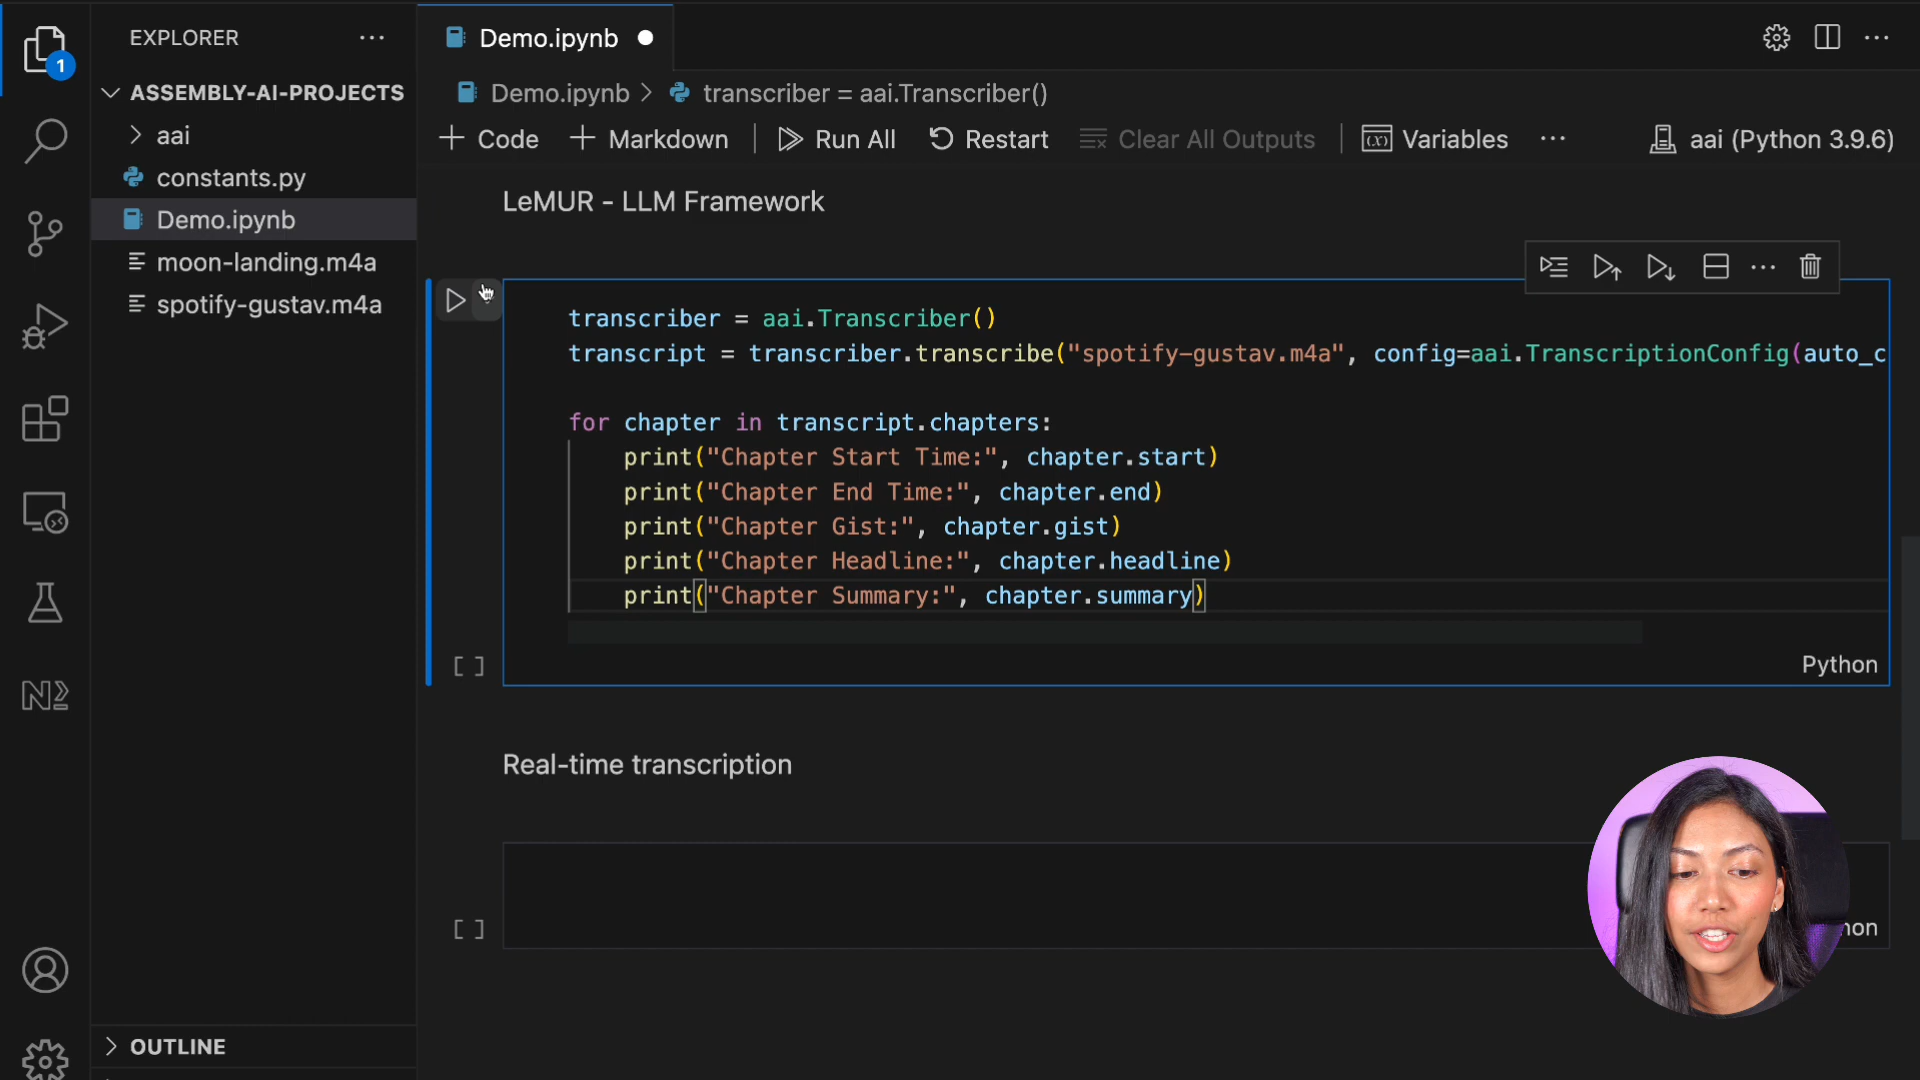 EXPLORER
1
ASSEMBLY-AI-PROJECTS
aai
constants.py
Demo.ipynb
moon-landing.m4a
spotify-gustav.m4a
OUTLINE
Demo.ipynb
Demo.ipynb > transcriber = aai.Transcriber()
+ Code + Markdown Run All Restart Clear All Outputs Variables ··· aai (Python 3.9.6)
LeMUR - LLM Framework
transcriber = aai.Transcriber()
transcript = transcriber.transcribe("spotify-gustav.m4a", config=aai.TranscriptionConfig(auto_c
for chapter in transcript.chapters:
print("Chapter Start Time:", chapter.start)
print("Chapter End Time:", chapter.end)
print("Chapter Gist:", chapter.gist)
print("Chapter Headline:", chapter.headline)
print("Chapter Summary:", chapter.summary)
[ ]
Python
Real-time transcription
[ ]
on